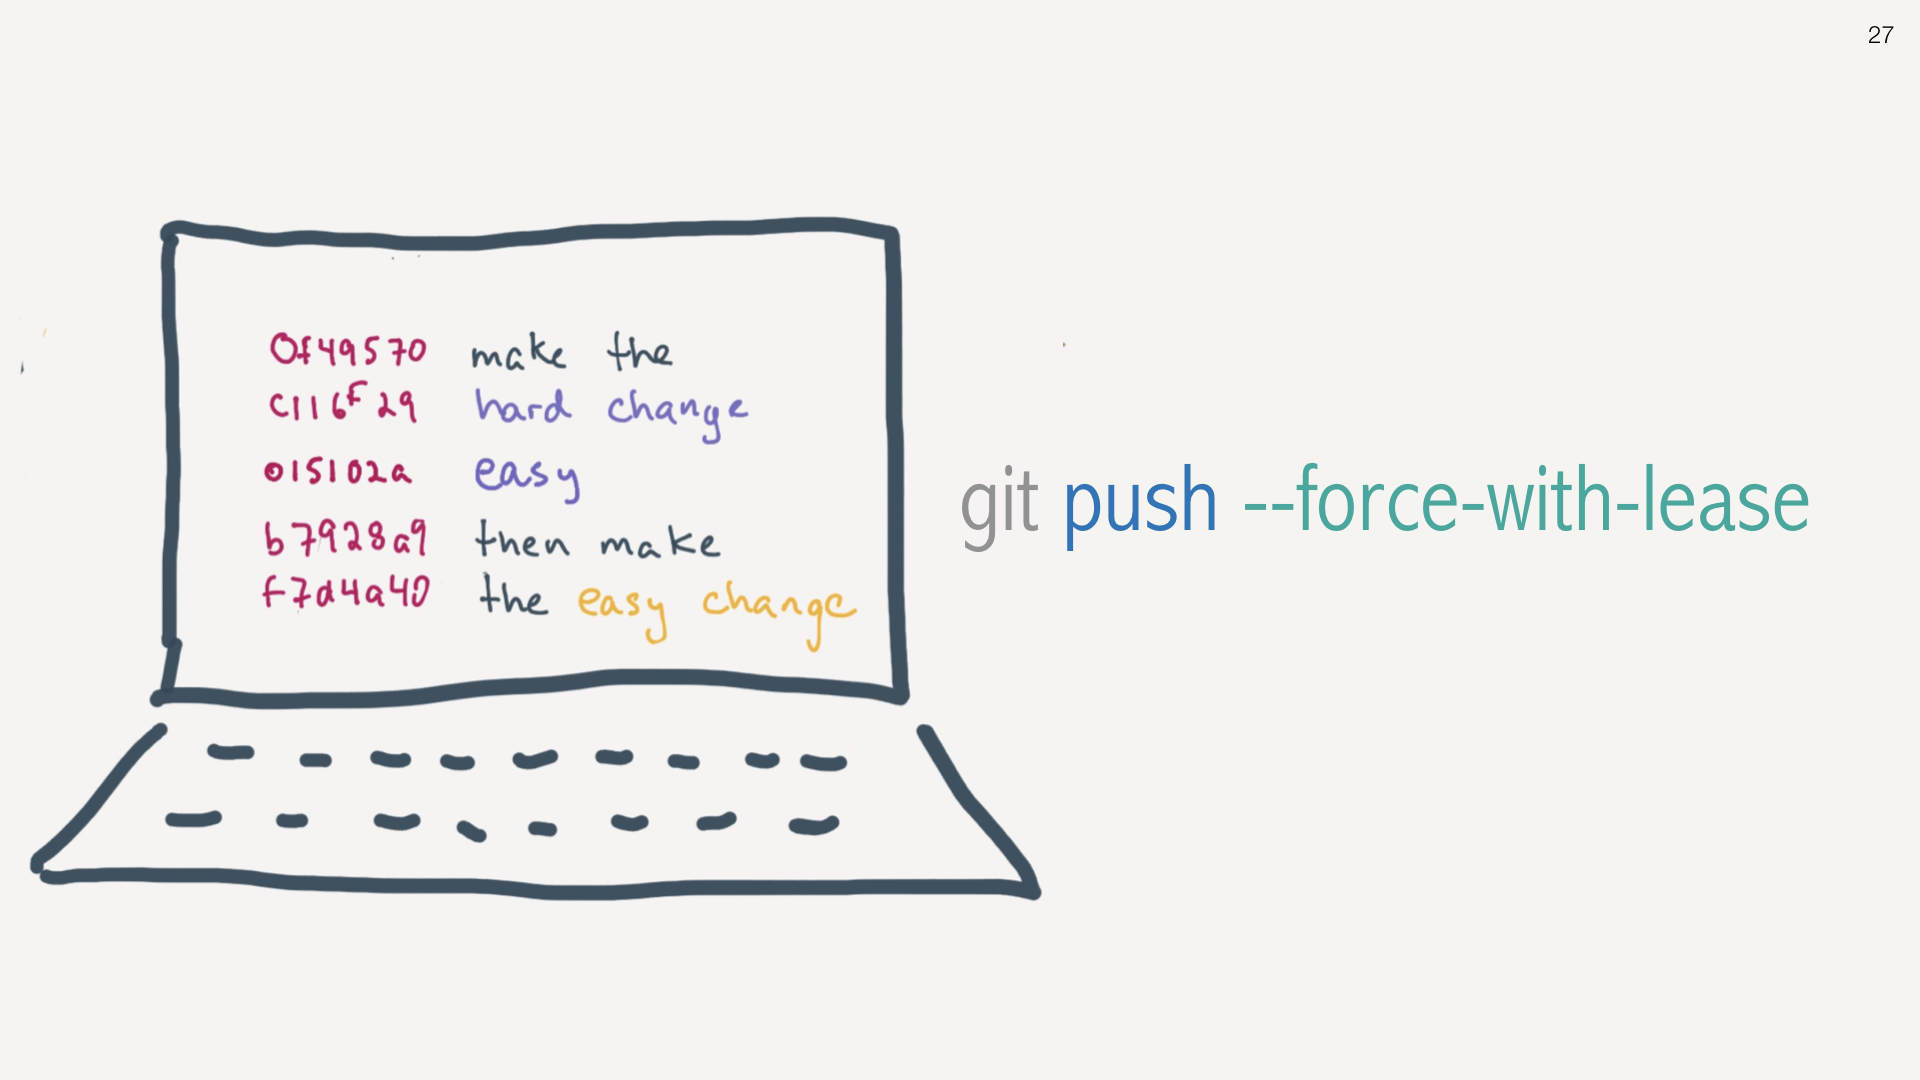 27
0f49570 make the
c116f29 hard change
015102a easy
b7928a9 then make
f7d4a40 the easy change
git push --force-with-lease